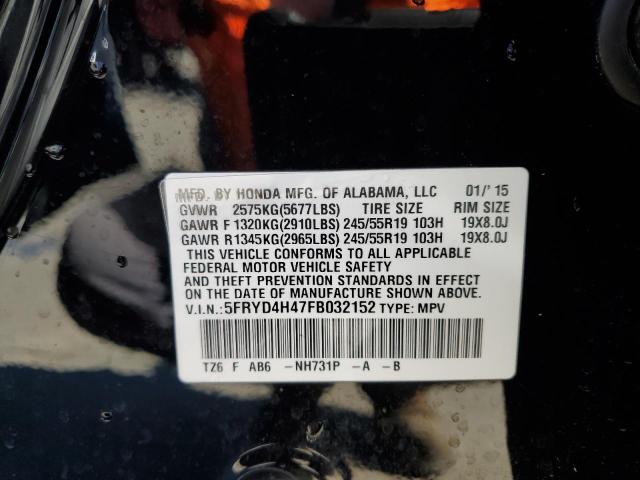 MFD. BY HONDA MFG. OF ALABAMA, LLC 01/'15
GVWR 2575KG(5677LBS) TIRE SIZE RIM SIZE
GAWR F 1320KG(2910LBS) 245/55R19 103H 19X8.0J
GAWR R1345KG(2965LBS) 245/55R19 103H 19X8.0J
THIS VEHICLE CONFORMS TO ALL APPLICABLE
FEDERAL MOTOR VEHICLE SAFETY
AND THEFT PREVENTION STANDARDS IN EFFECT
ON THE DATE OF MANUFACTURE SHOWN ABOVE.
V.I.N.: 5FRYD4H47FB032152 TYPE: MPV
TZ6 F AB6 -NH731P -A -B